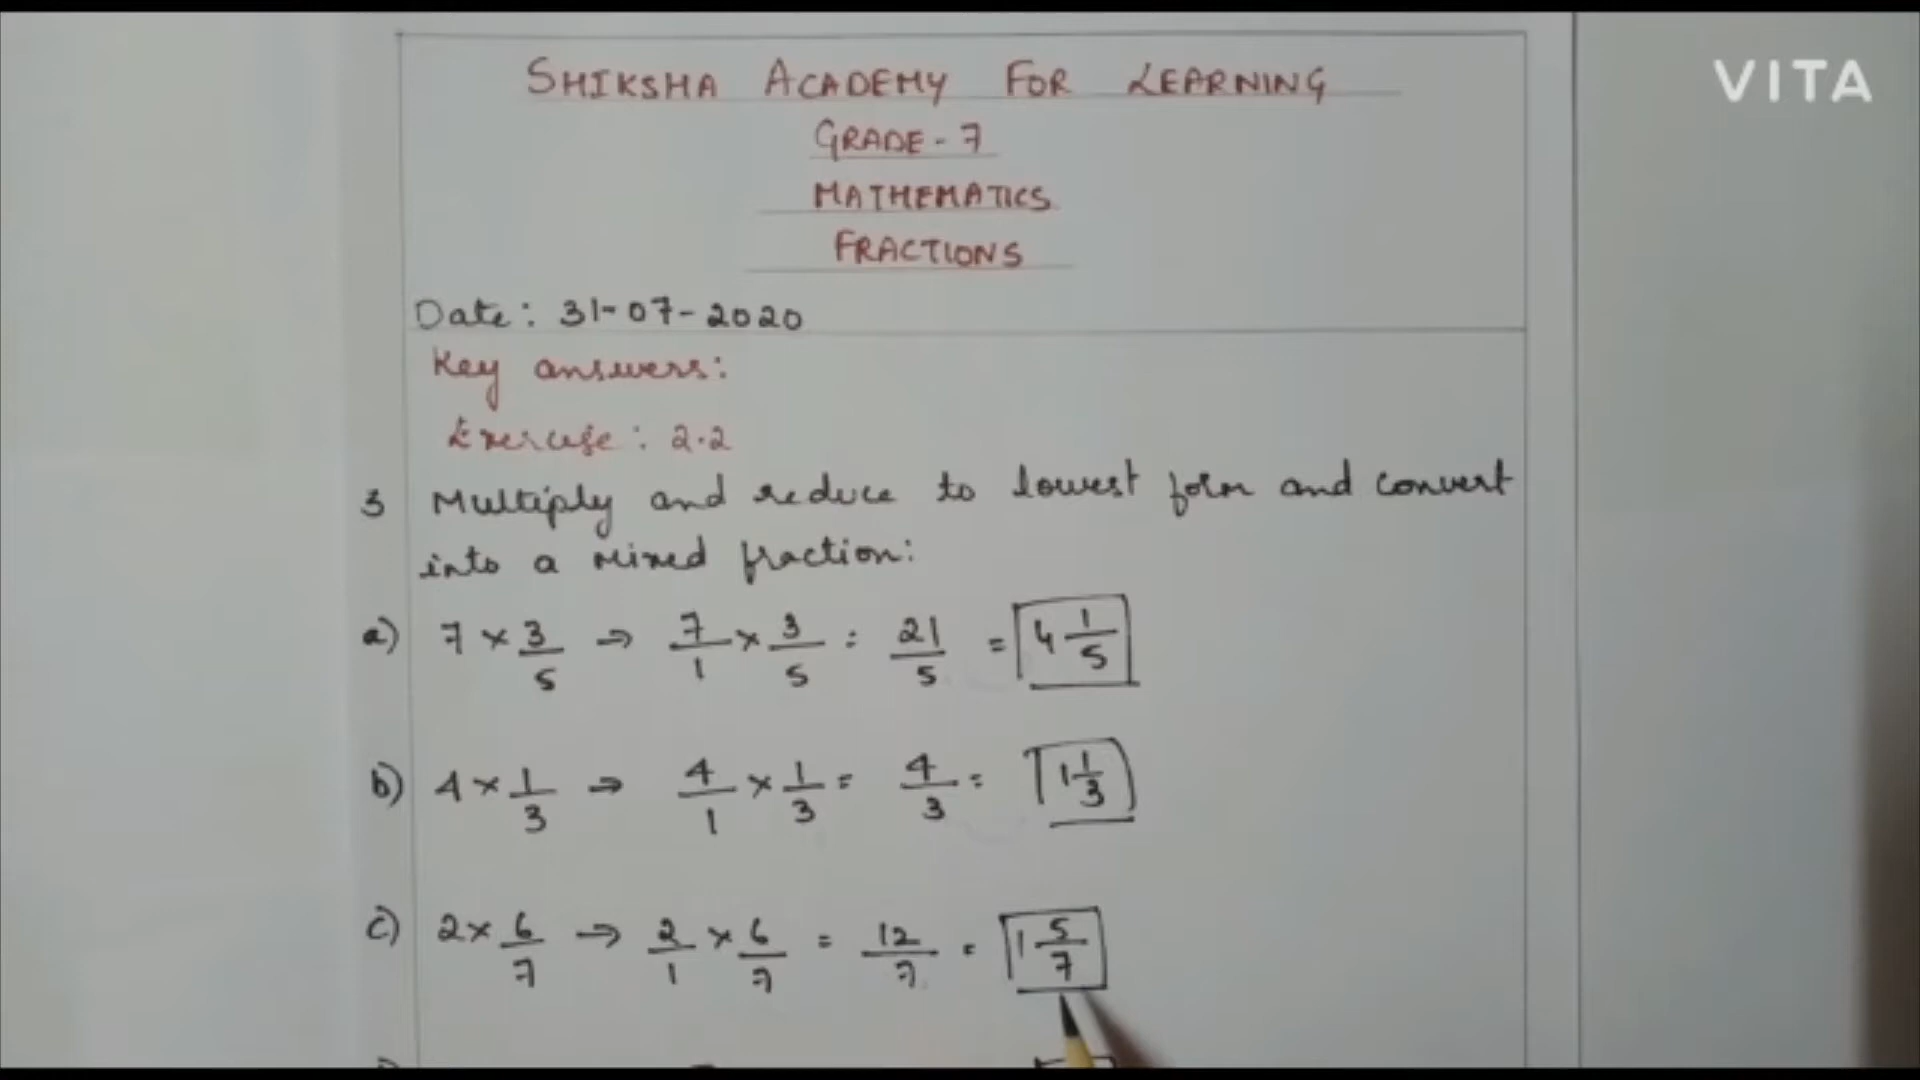 SHIKSHA ACADEMY FOR LEARNING
VITA
GRADE - 7
MATHEMATICS
FRACTIONS
Date: 31-07-2020
Key answers:
Exercise: 2.2
3 Multiply and reduce to lowest form and convert
into a mixed fraction:
a) 7 × 3/5 → 7/1 × 3/5 = 21/5 = 4 1/5
b) 4 × 1/3 → 4/1 × 1/3 = 4/3 = 1 1/3
c) 2 × 6/7 → 2/1 × 6/7 = 12/7 = 1 5/7